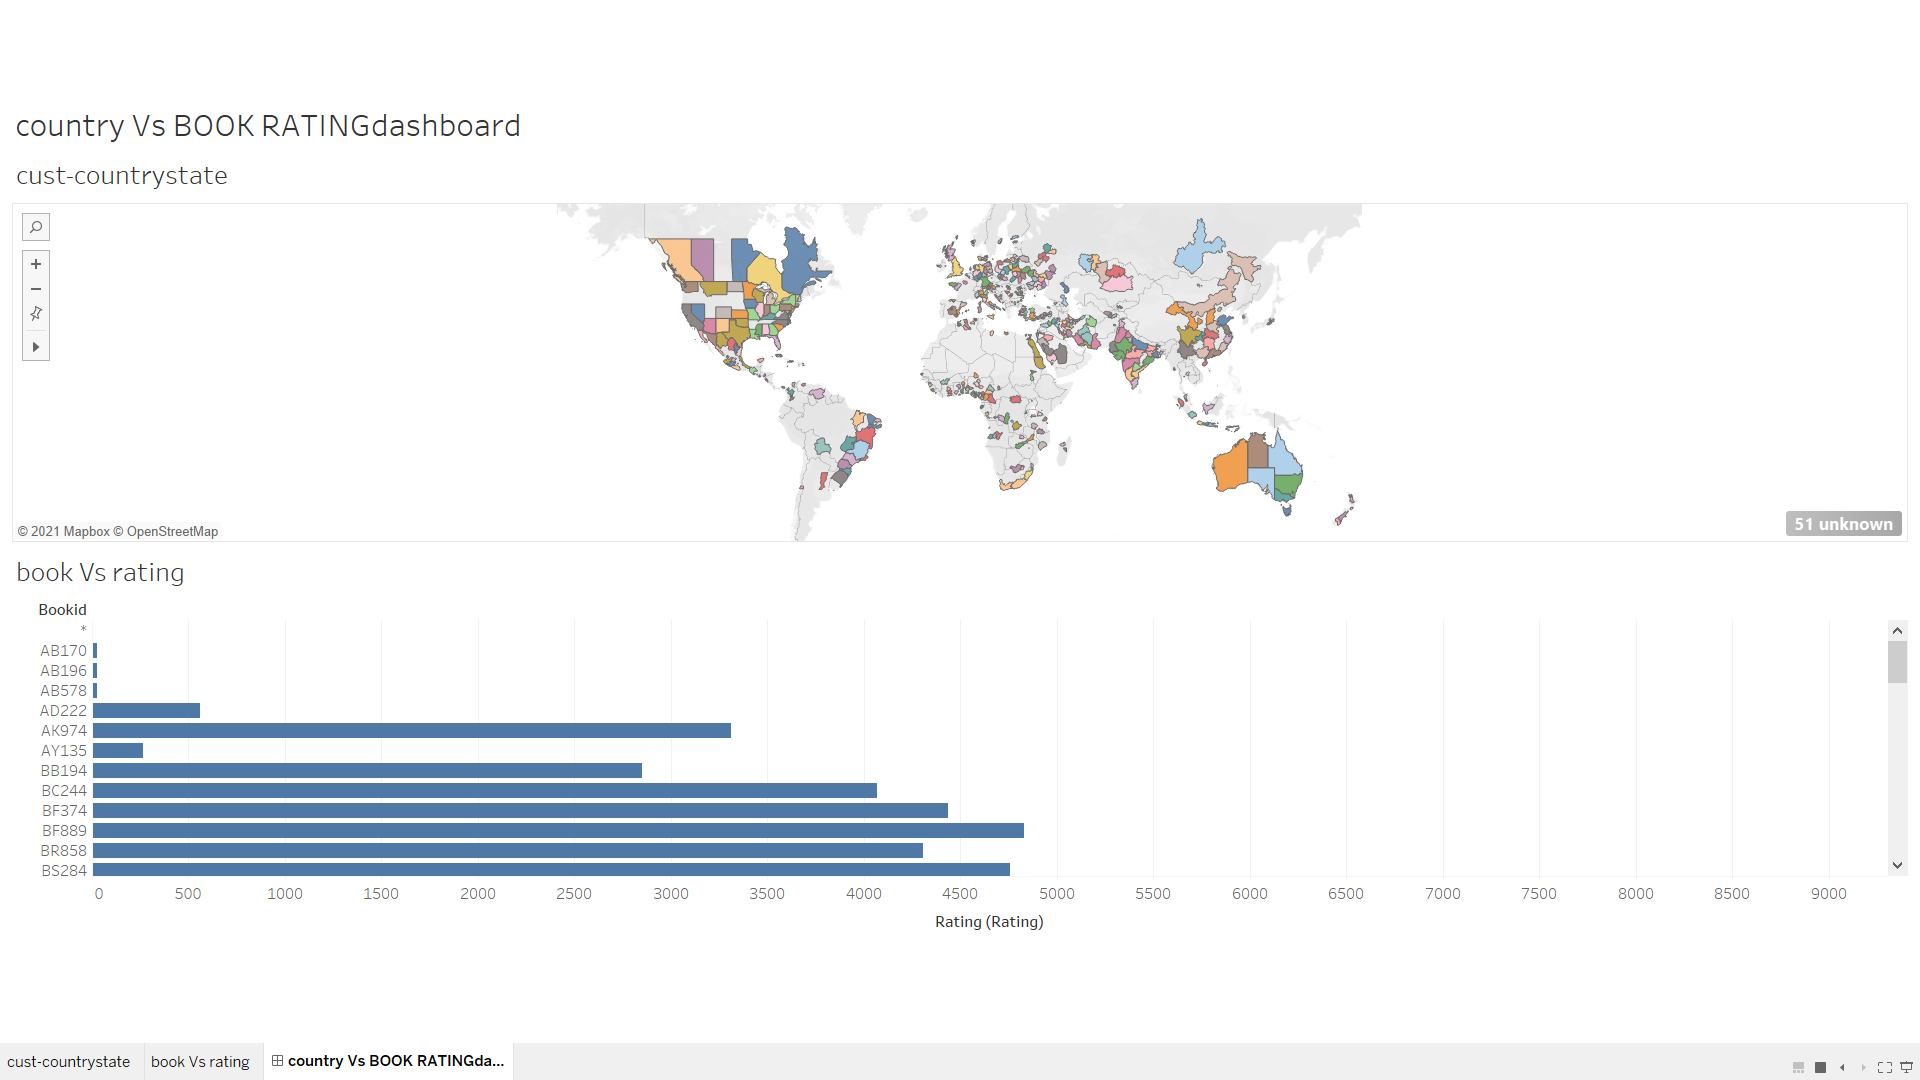 country Vs BOOK RATINGdashboard
cust-countrystate
© 2021 Mapbox © OpenStreetMap
51 unknown
book Vs rating
Bookid
*
AB170
AB196
AB578
AD222
AK974
AY135
BB194
BC244
BF374
BF889
BR858
BS284
0 500 1000 1500 2000 2500 3000 3500 4000 4500 5000 5500 6000 6500 7000 7500 8000 8500 9000
Rating (Rating)
cust-countrystate book Vs rating country Vs BOOK RATINGda...